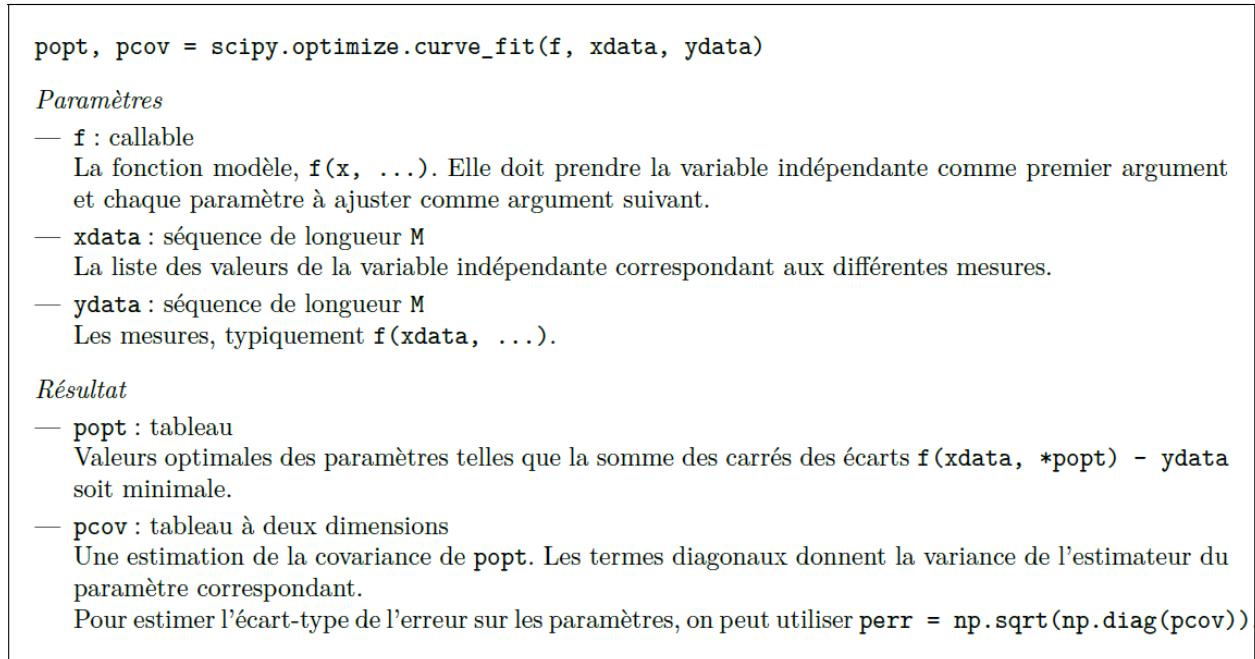 popt, pcov = scipy.optimize.curve_fit(f, xdata, ydata)
Paramètres
— f : callable
La fonction modèle, f(x, ...). Elle doit prendre la variable indépendante comme premier argument
et chaque paramètre à ajuster comme argument suivant.
— xdata : séquence de longueur M
La liste des valeurs de la variable indépendante correspondant aux différentes mesures.
— ydata : séquence de longueur M
Les mesures, typiquement f(xdata, ...).
Résultat
— popt : tableau
Valeurs optimales des paramètres telles que la somme des carrés des écarts f(xdata, *popt) - ydata
soit minimale.
— pcov : tableau à deux dimensions
Une estimation de la covariance de popt. Les termes diagonaux donnent la variance de l'estimateur du
paramètre correspondant.
Pour estimer l'écart-type de l'erreur sur les paramètres, on peut utiliser perr = np.sqrt(np.diag(pcov)).